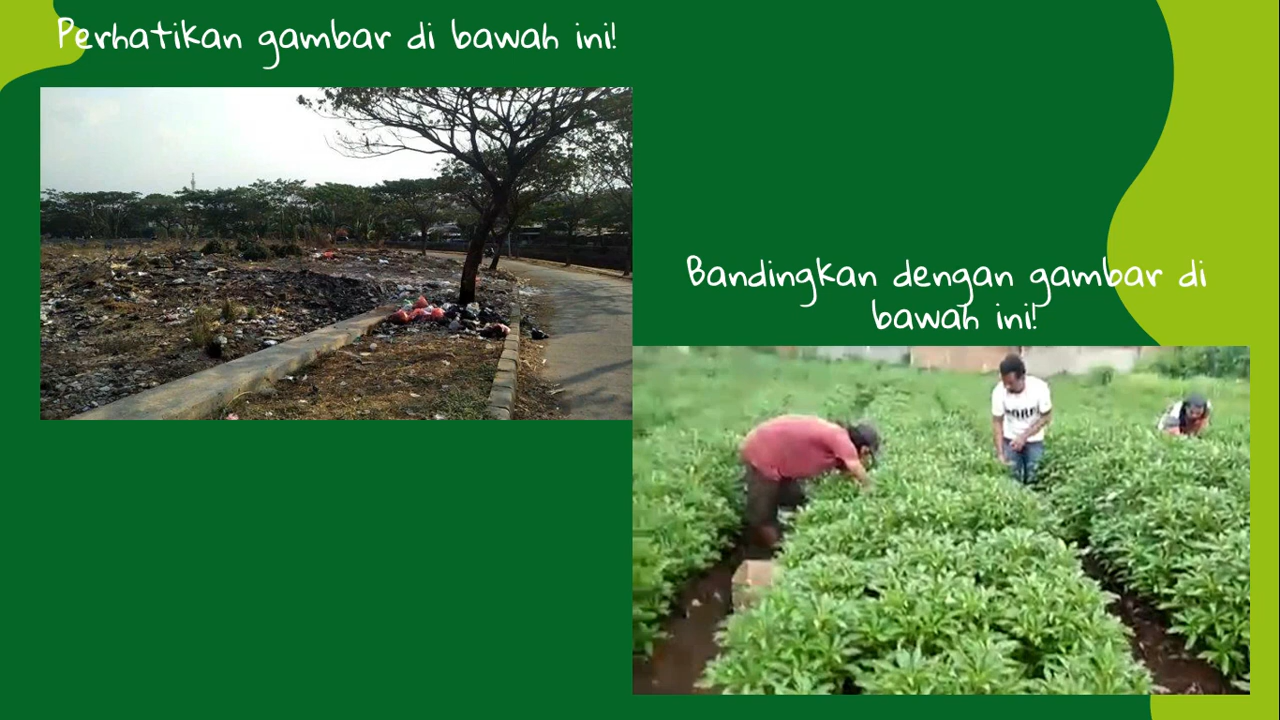 Perhatikan gambar di bawah ini!
Bandingkan dengan gambar di
bawah ini!